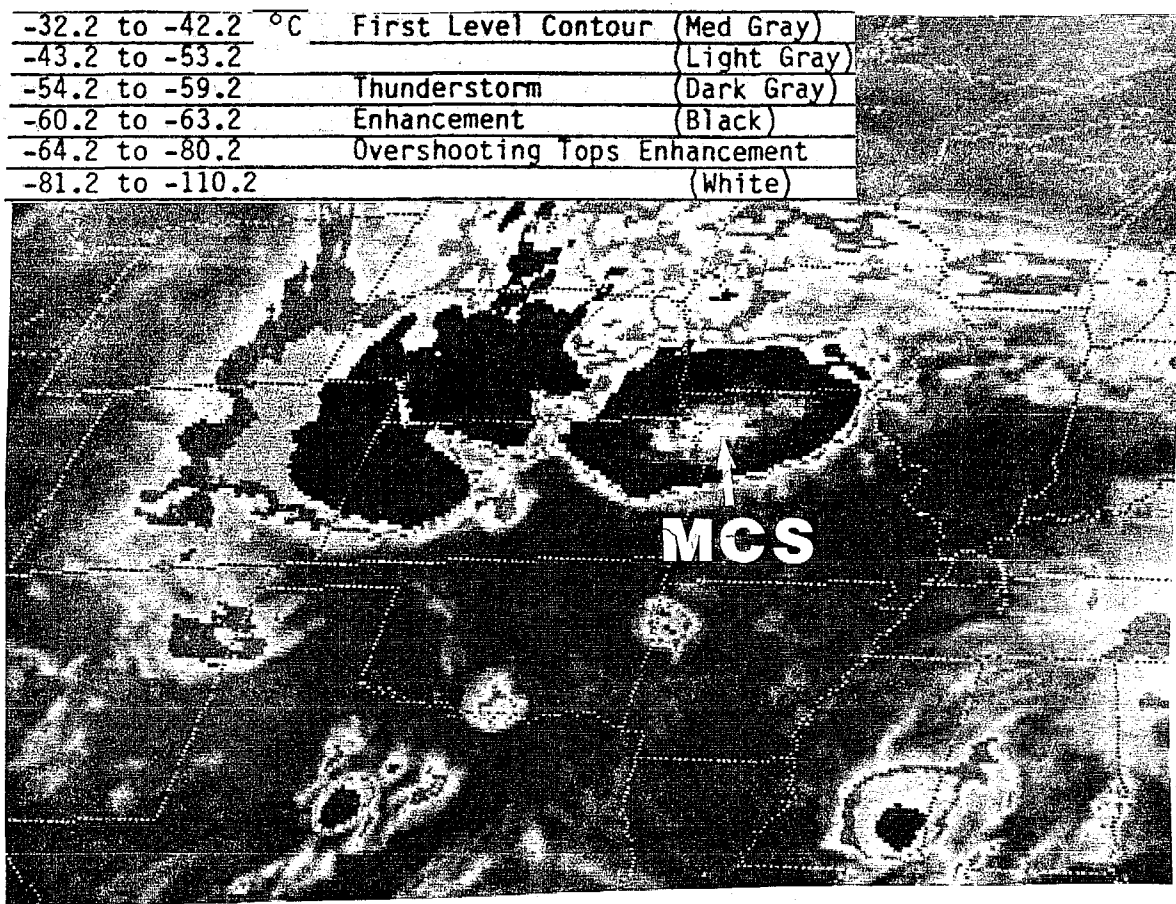 -32.2 to -42.2 °C First Level Contour (Med Gray)
-43.2 to -53.2 (Light Gray)
-54.2 to -59.2 Thunderstorm (Dark Gray)
-60.2 to -63.2 Enhancement (Black)
-64.2 to -80.2 Overshooting Tops Enhancement
-81.2 to -110.2 (White)
MCS